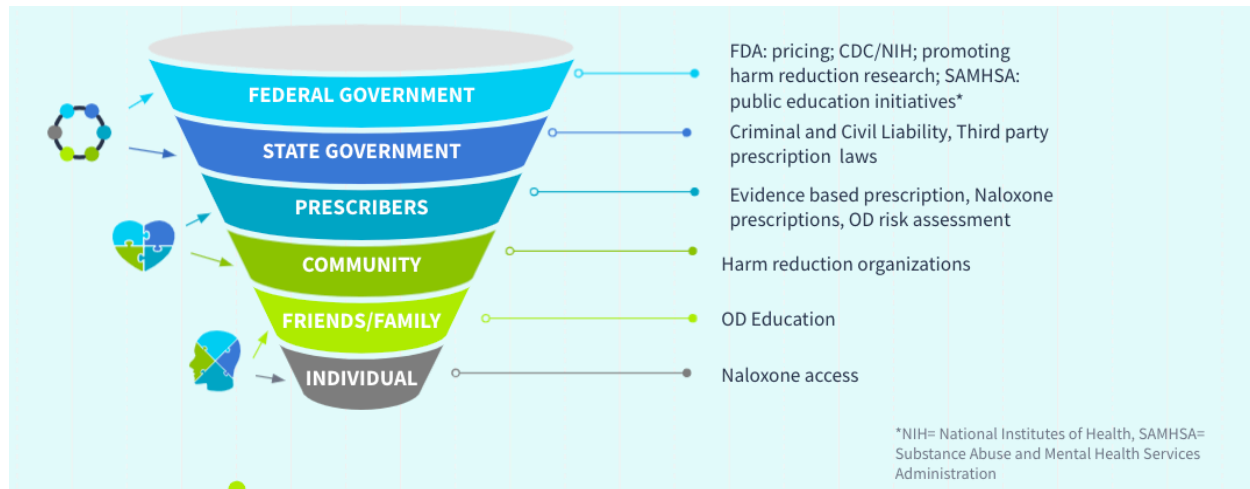 FEDERAL GOVERNMENT
FDA: pricing; CDC/NIH; promoting
harm reduction research; SAMHSA:
public education initiatives*
STATE GOVERNMENT
Criminal and Civil Liability, Third party
prescription laws
PRESCRIBERS
Evidence based prescription, Naloxone
prescriptions, OD risk assessment
COMMUNITY
Harm reduction organizations
FRIENDS/FAMILY
OD Education
INDIVIDUAL
Naloxone access
*NIH= National Institutes of Health, SAMHSA=
Substance Abuse and Mental Health Services
Administration